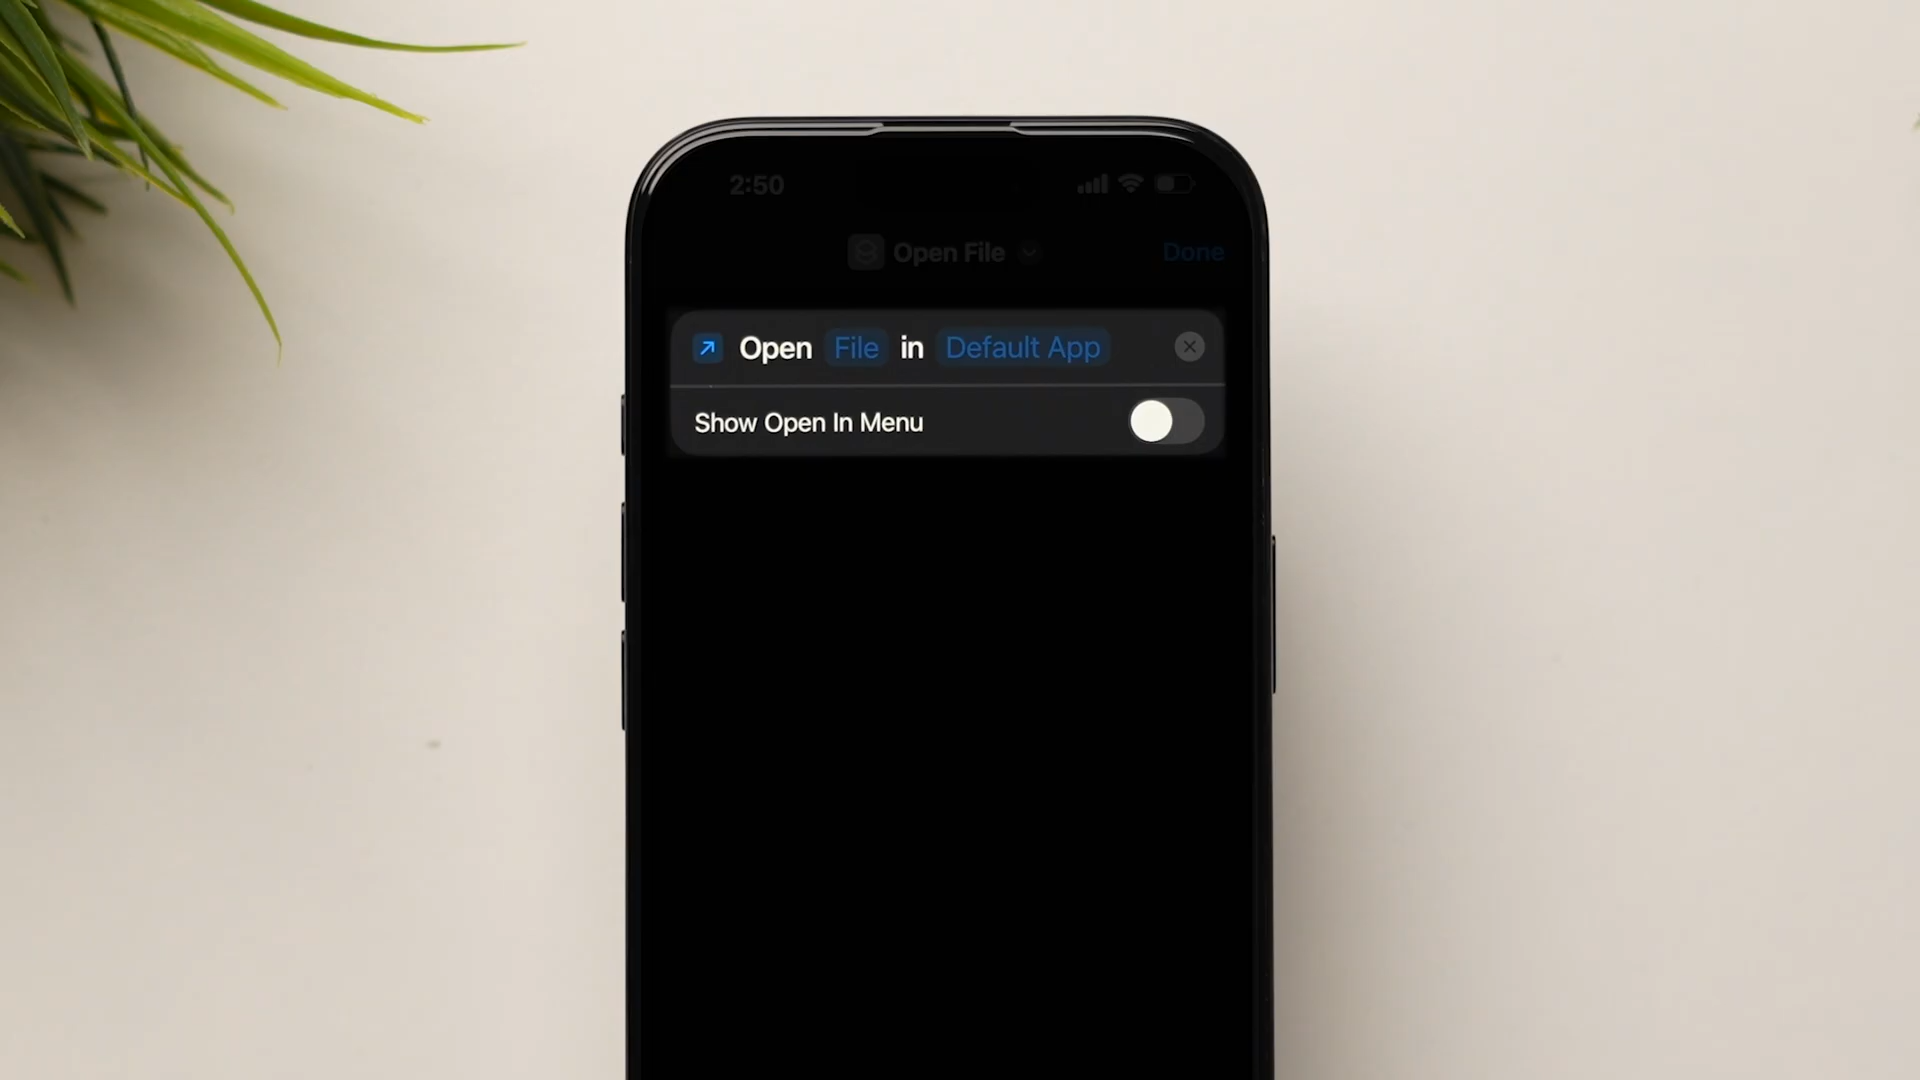 2:50
Open File
Done
Open File in Default App
Show Open In Menu